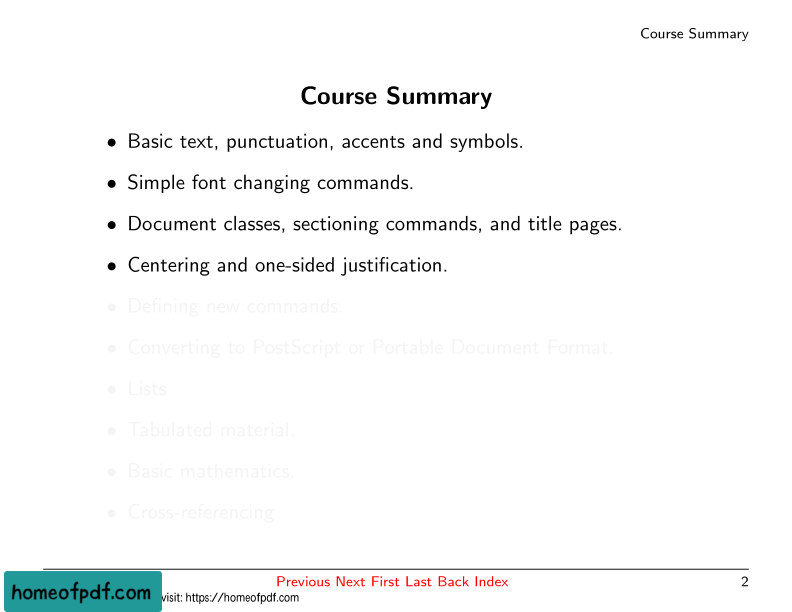 Course Summary
Course Summary
• Basic text, punctuation, accents and symbols.
• Simple font changing commands.
• Document classes, sectioning commands, and title pages.
• Centering and one-sided justification.
• Defining new commands.
• Converting to PostScript or Portable Document Format.
• Lists
• Tabulated material.
• Basic mathematics.
• Cross-referencing
Previous Next First Last Back Index 2
homeofpdf.com
visit: https://homeofpdf.com